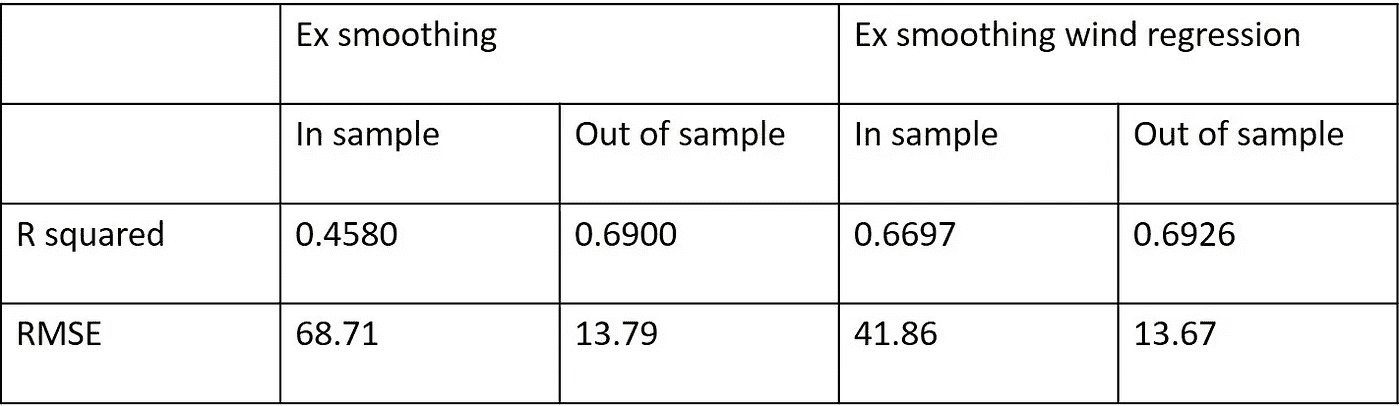 Ex smoothing Ex smoothing wind regression
In sample Out of sample In sample Out of sample
R squared 0.4580 0.6900 0.6697 0.6926
RMSE 68.71 13.79 41.86 13.67